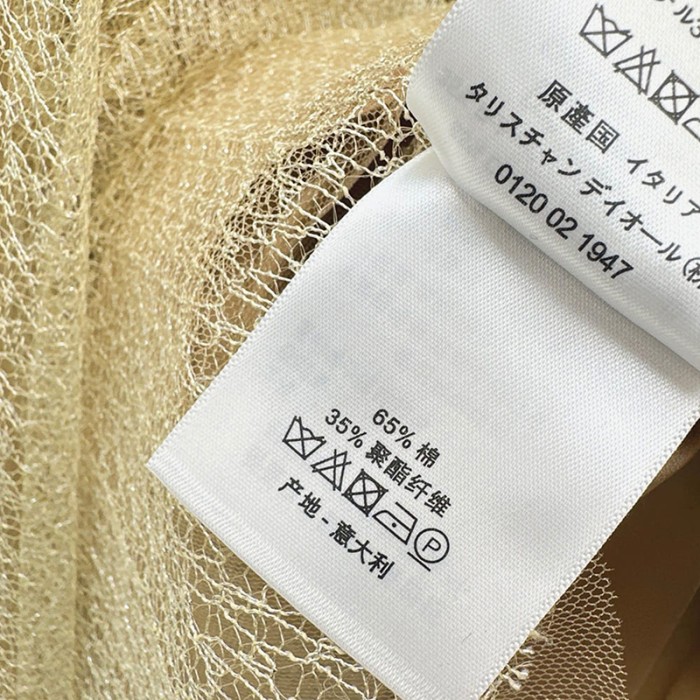 原産国 イタリア
タリスチャンディオール
0120 02 1947
65% 棉
35% 聚酯纤维
P
产地-意大利